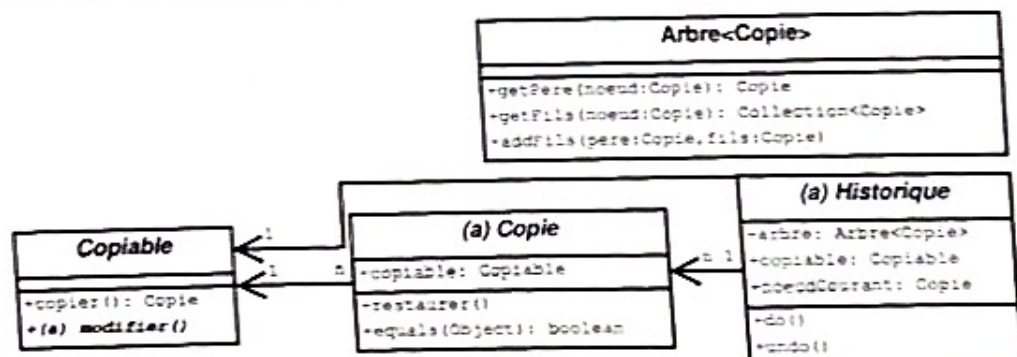 Arbre<Copie>
+getPere(noeud:Copie): Copie
+getFils(noeud:Copie): Collection<Copie>
+addFils(pere:Copie,fils:Copie)
(a) Historique
-arbre: Arbre<Copie>
-copiable: Copiable
-noeudCourant: Copie
+do()
+undo()
(a) Copie
-copiable: Copiable
+restaurer()
+equals(Object): boolean
Copiable
+copier(): Copie
+(a) modifier()
1
1 n
n 1